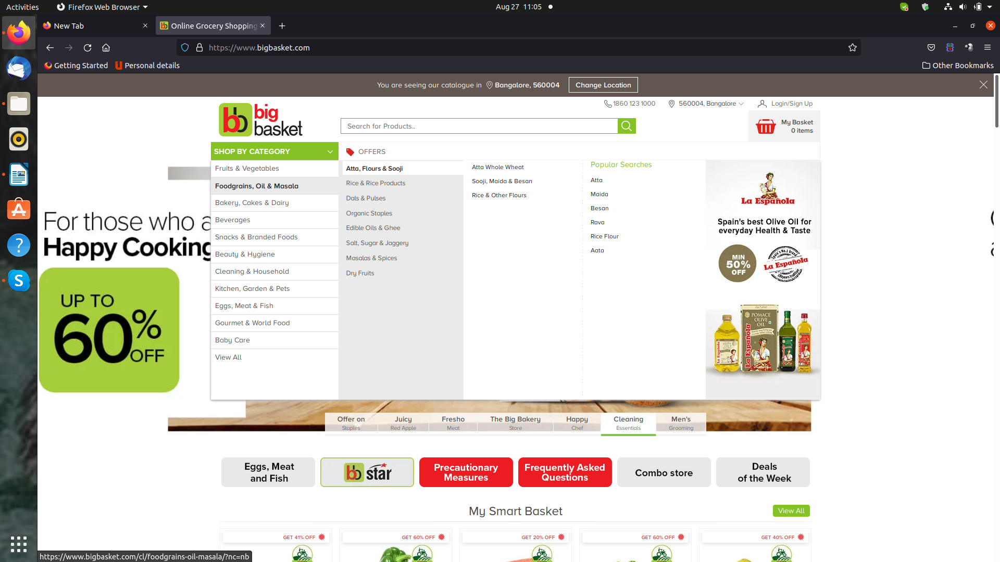 Activities
Firefox Web Browser
Aug 27 11:05
New Tab
Online Grocery Shopping
https://www.bigbasket.com
Getting Started
Personal details
Other Bookmarks
You are seeing our catalogue in Bangalore, 560004
Change Location
1860 123 1000
560004, Bangalore
Login/Sign Up
bb big basket
Search for Products..
My Basket
0 items
SHOP BY CATEGORY
OFFERS
Fruits & Vegetables
Foodgrains, Oil & Masala
Bakery, Cakes & Dairy
Beverages
Snacks & Branded Foods
Beauty & Hygiene
Cleaning & Household
Kitchen, Garden & Pets
Eggs, Meat & Fish
Gourmet & World Food
Baby Care
View All
Atta, Flours & Sooji
Rice & Rice Products
Dals & Pulses
Organic Staples
Edible Oils & Ghee
Salt, Sugar & Jaggery
Masalas & Spices
Dry Fruits
Atta Whole Wheat
Sooji, Maida & Besan
Rice & Other Flours
Popular Searches
Atta
Maida
Besan
Rava
Rice Flour
Aata
La Española
Spain's best Olive Oil for
everyday Health & Taste
MIN
50%
OFF
Spain's No.1 Brand
La Española
180years tradition
POMACE
OLIVE
OIL
La Española
For those who a
Happy Cooking
UP TO
60%
OFF
Offer on
Staples
Juicy
Red Apple
Fresho
Meat
The Big Bakery
Store
Happy
Chef
Cleaning
Essentials
Men's
Grooming
Eggs, Meat
and Fish
bb star
Precautionary
Measures
Frequently Asked
Questions
Combo store
Deals
of the Week
My Smart Basket
View All
GET 41% OFF
GET 60% OFF
GET 20% OFF
GET 60% OFF
GET 40% OFF
https://www.bigbasket.com/cl/foodgrains-oil-masala/?nc=nb